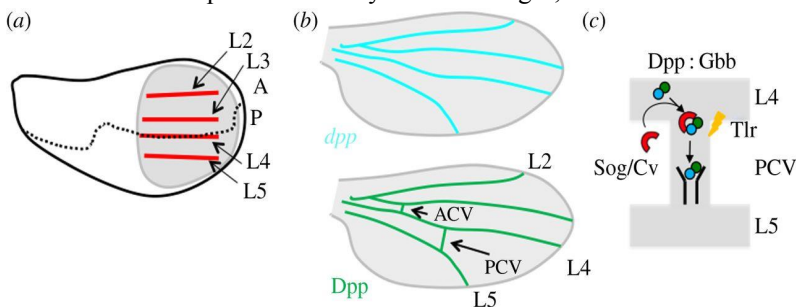 (a)
L2
L3
A
P
L4
L5
(b)
dpp
L2
ACV
PCV
L4
Dpp
L5
(c)
Dpp : Gbb
L4
Tlr
Sog/Cv
PCV
L5